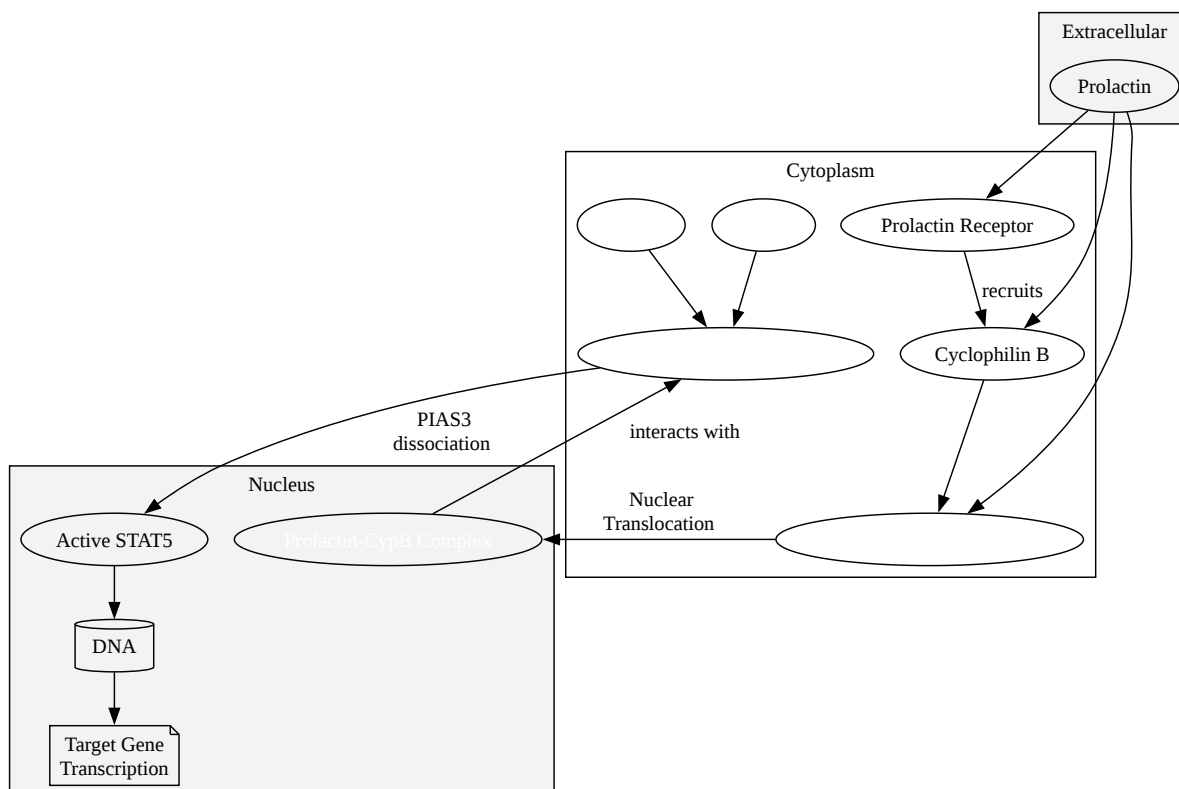 Extracellular
Prolactin
Cytoplasm
Prolactin Receptor
recruits
Cyclophilin B
PIAS3
dissociation
interacts with
Nucleus
Nuclear
Translocation
Active STAT5
Prolactin-CypB Complex
DNA
Target Gene
Transcription